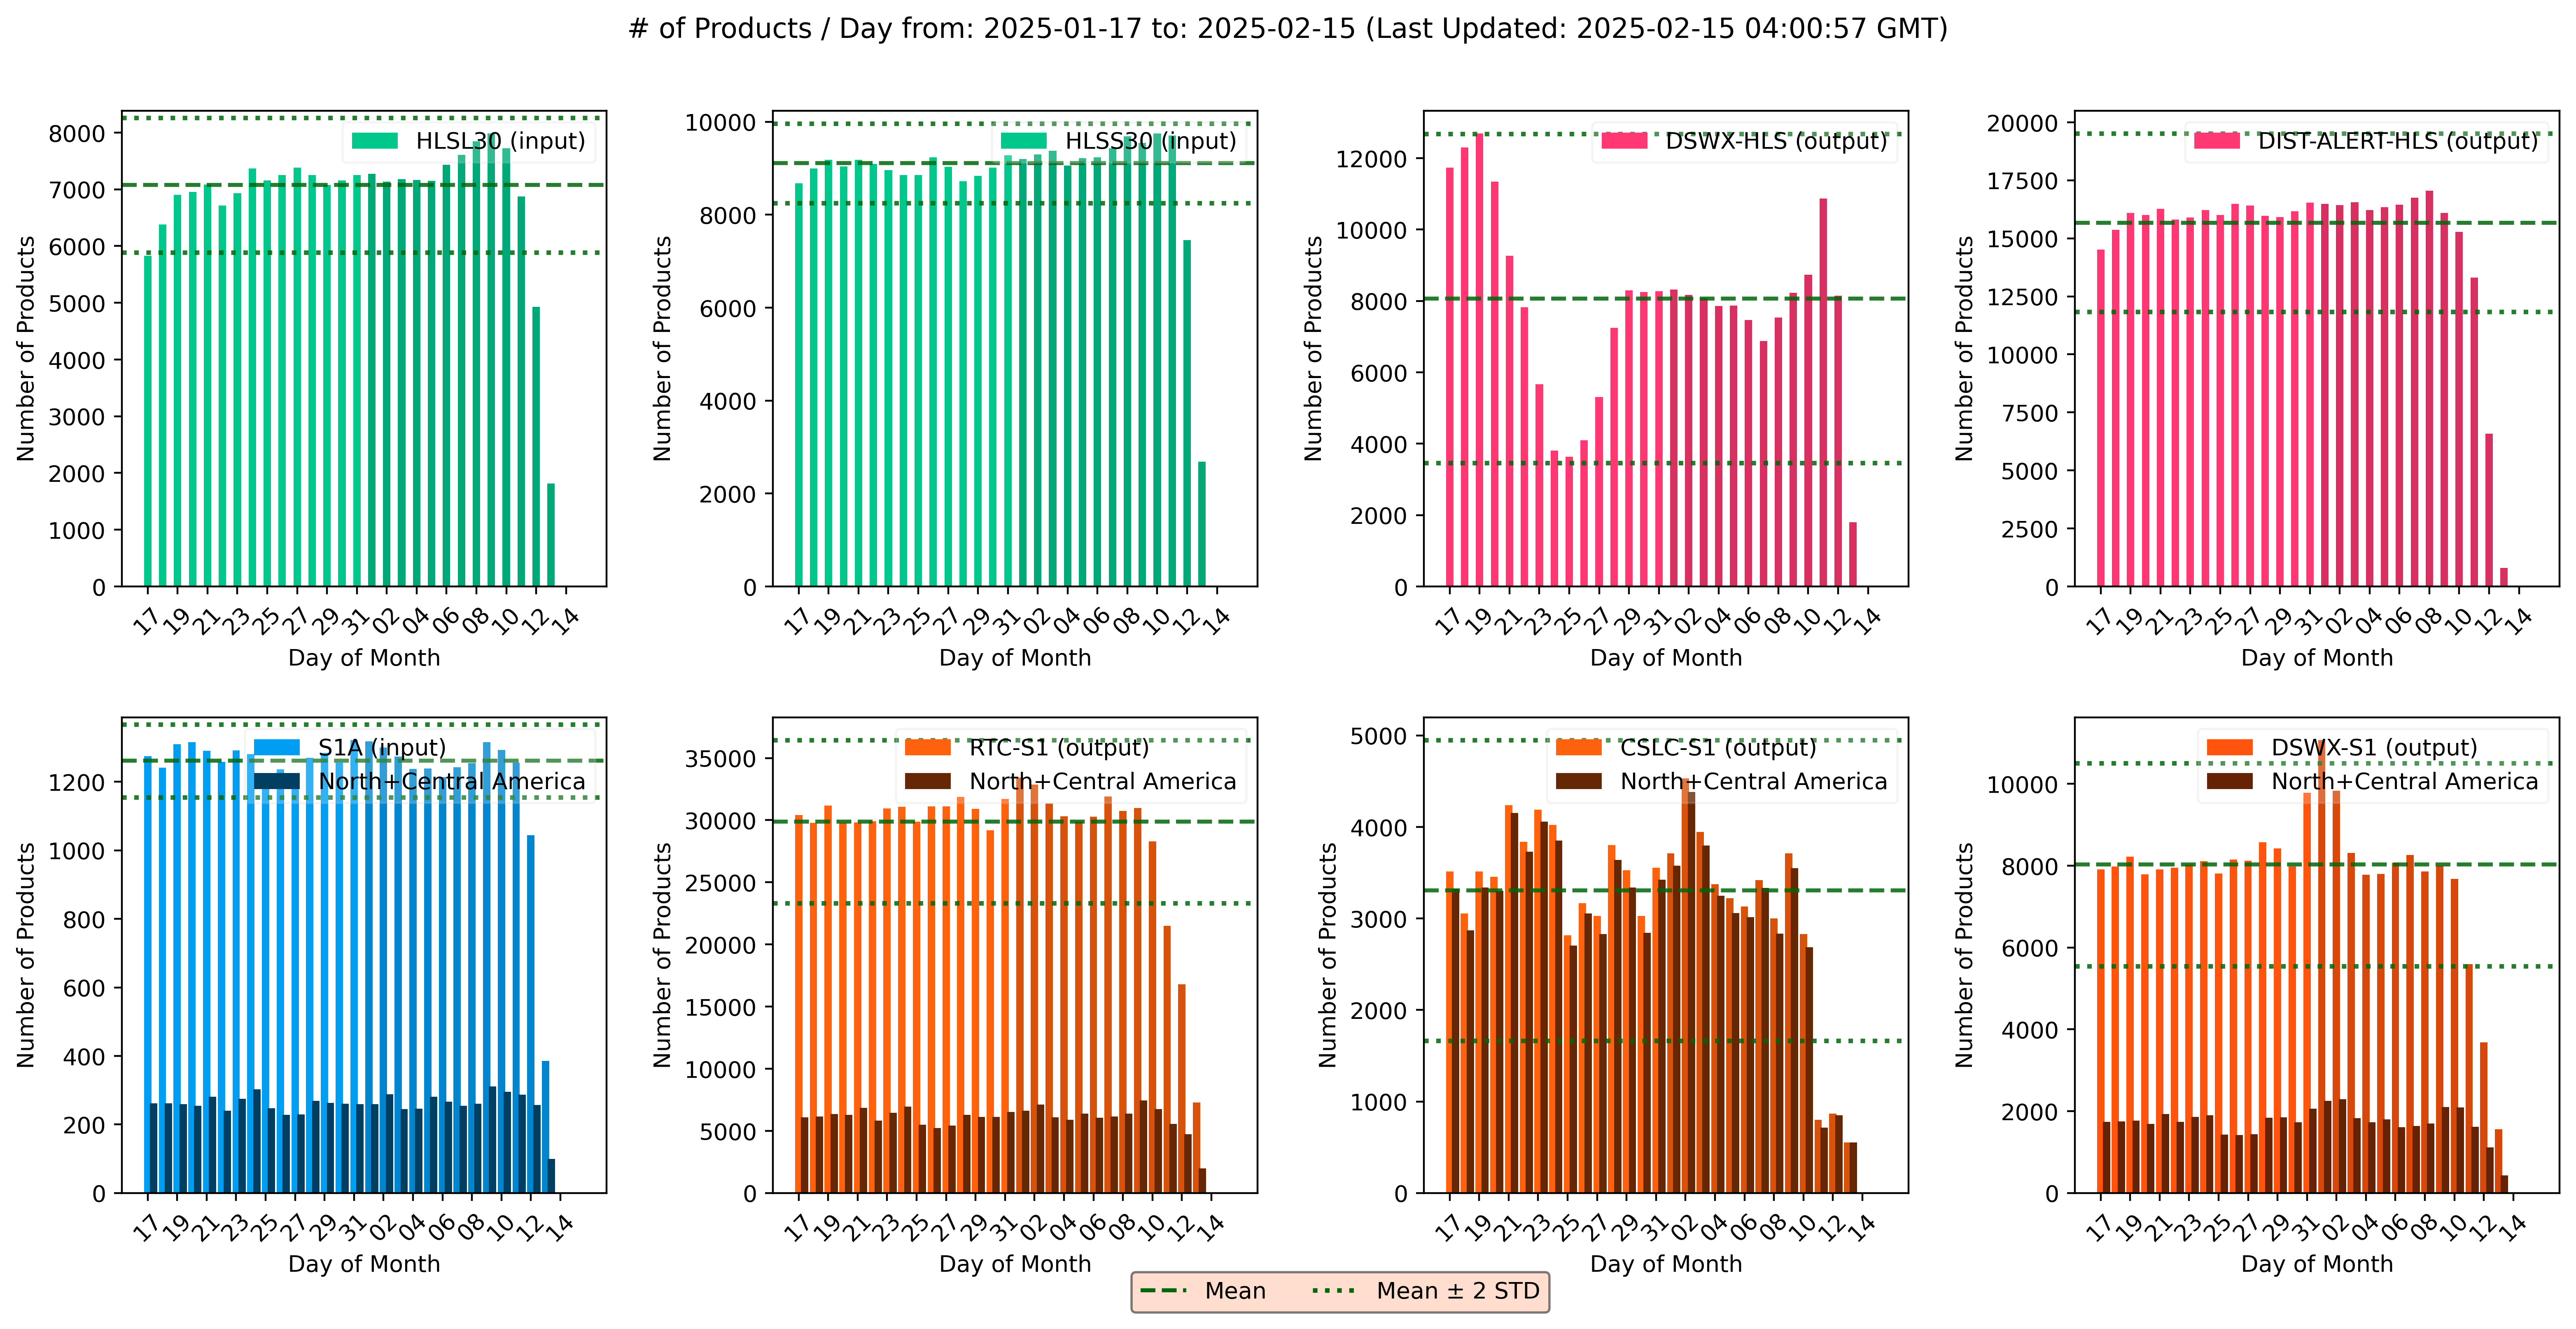 # of Products / Day from: 2025-01-17 to: 2025-02-15 (Last Updated: 2025-02-15 04:00:57 GMT)
HLSL30 (input)
Number of Products
8000
7000
6000
5000
4000
3000
2000
1000
0
17 19 21 23 25 27 29 31 02 04 06 08 10 12 14
Day of Month
HLSS30 (input)
Number of Products
10000
8000
6000
4000
2000
0
17 19 21 23 25 27 29 31 02 04 06 08 10 12 14
Day of Month
DSWX-HLS (output)
Number of Products
12000
10000
8000
6000
4000
2000
0
17 19 21 23 25 27 29 31 02 04 06 08 10 12 14
Day of Month
DIST-ALERT-HLS (output)
Number of Products
20000
17500
15000
12500
10000
7500
5000
2500
0
17 19 21 23 25 27 29 31 02 04 06 08 10 12 14
Day of Month
S1A (input)
North+Central America
Number of Products
1200
1000
800
600
400
200
0
17 19 21 23 25 27 29 31 02 04 06 08 10 12 14
Day of Month
RTC-S1 (output)
North+Central America
Number of Products
35000
30000
25000
20000
15000
10000
5000
0
17 19 21 23 25 27 29 31 02 04 06 08 10 12 14
Day of Month
CSLC-S1 (output)
North+Central America
Number of Products
5000
4000
3000
2000
1000
0
17 19 21 23 25 27 29 31 02 04 06 08 10 12 14
Day of Month
DSWX-S1 (output)
North+Central America
Number of Products
10000
8000
6000
4000
2000
0
17 19 21 23 25 27 29 31 02 04 06 08 10 12 14
Day of Month
Mean
Mean ± 2 STD